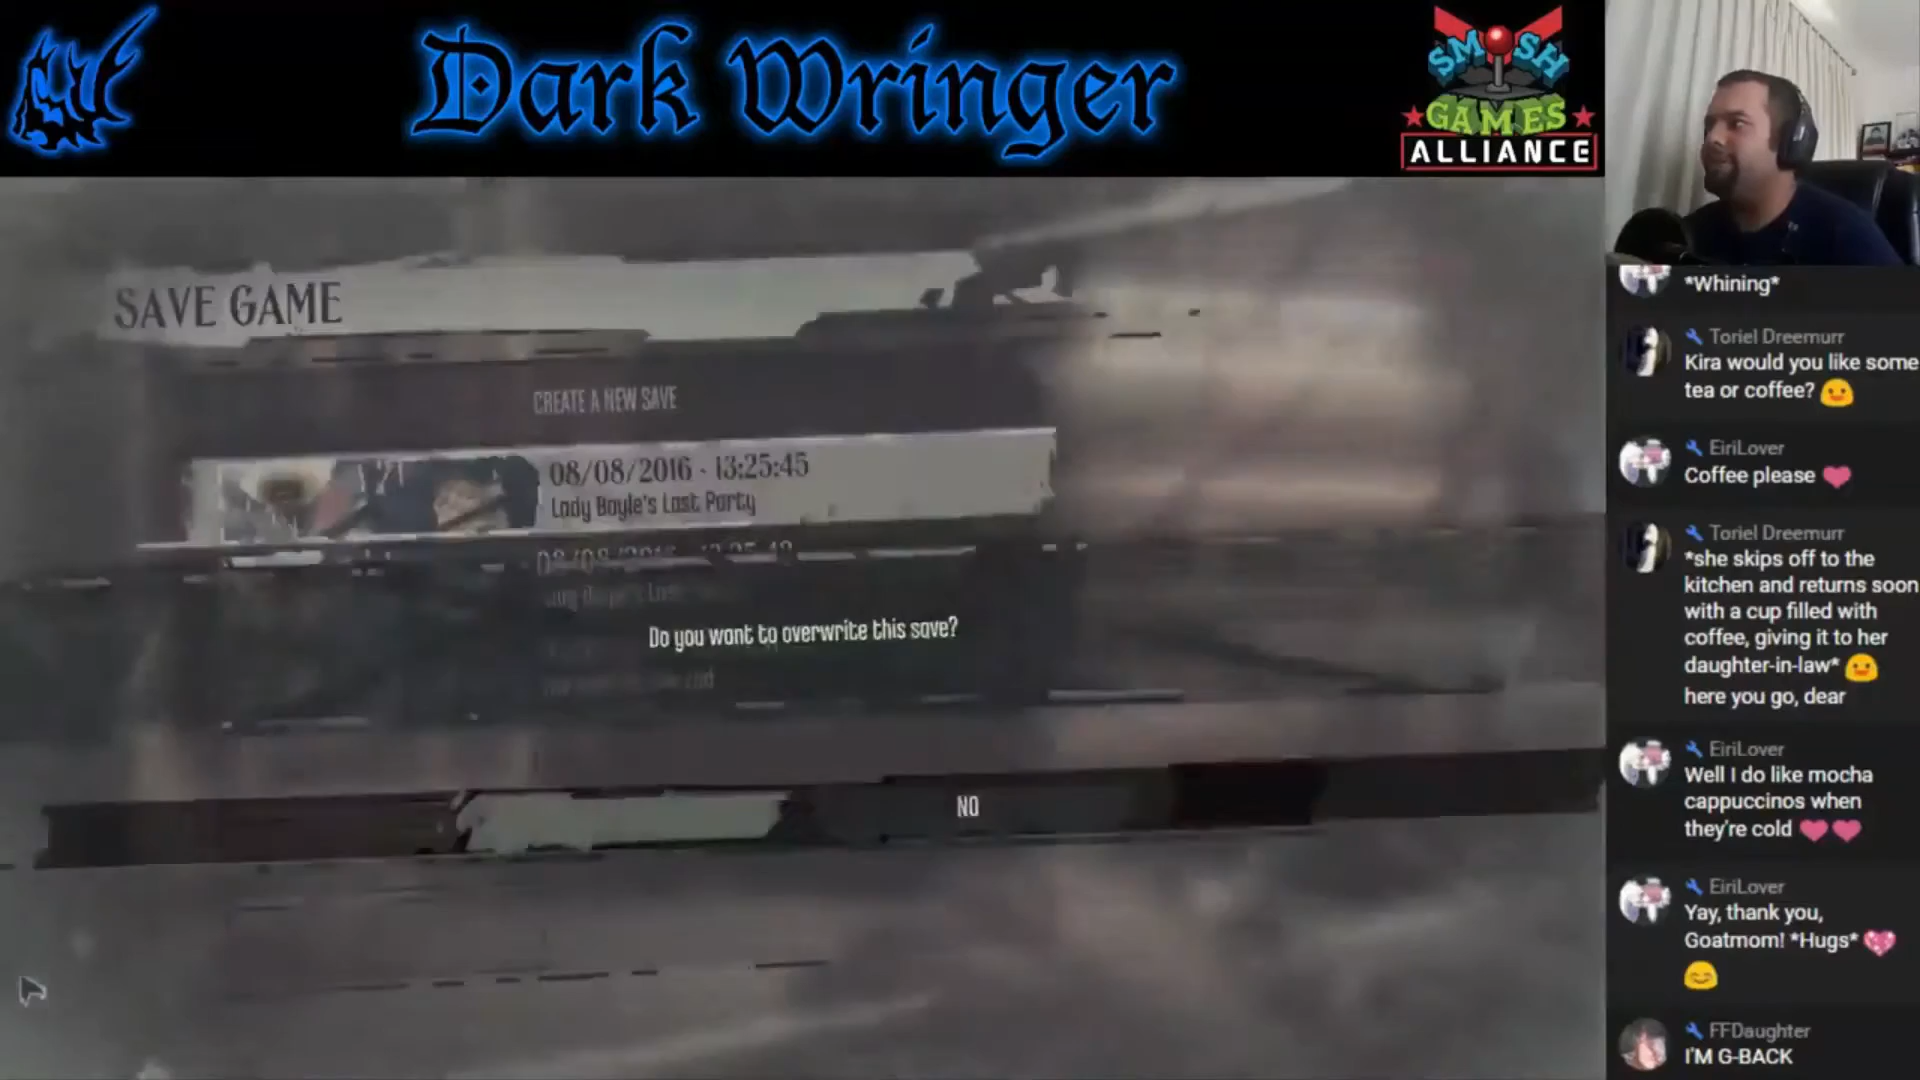 Dark Wringer
SMOSH
GAMES
ALLIANCE
SAVE GAME
CREATE A NEW SAVE
08/08/2016 - 13:25:45
Lady Boyle's Last Party
Do you want to overwrite this save?
NO
*Whining*
Toriel Dreemurr
Kira would you like some
tea or coffee?
EiriLover
Coffee please
Toriel Dreemurr
*she skips off to the
kitchen and returns soon
with a cup filled with
coffee, giving it to her
daughter-in-law*
here you go, dear
EiriLover
Well I do like mocha
cappuccinos when
they're cold
EiriLover
Yay, thank you,
Goatmom! *Hugs*
FFDaughter
I'M G-BACK